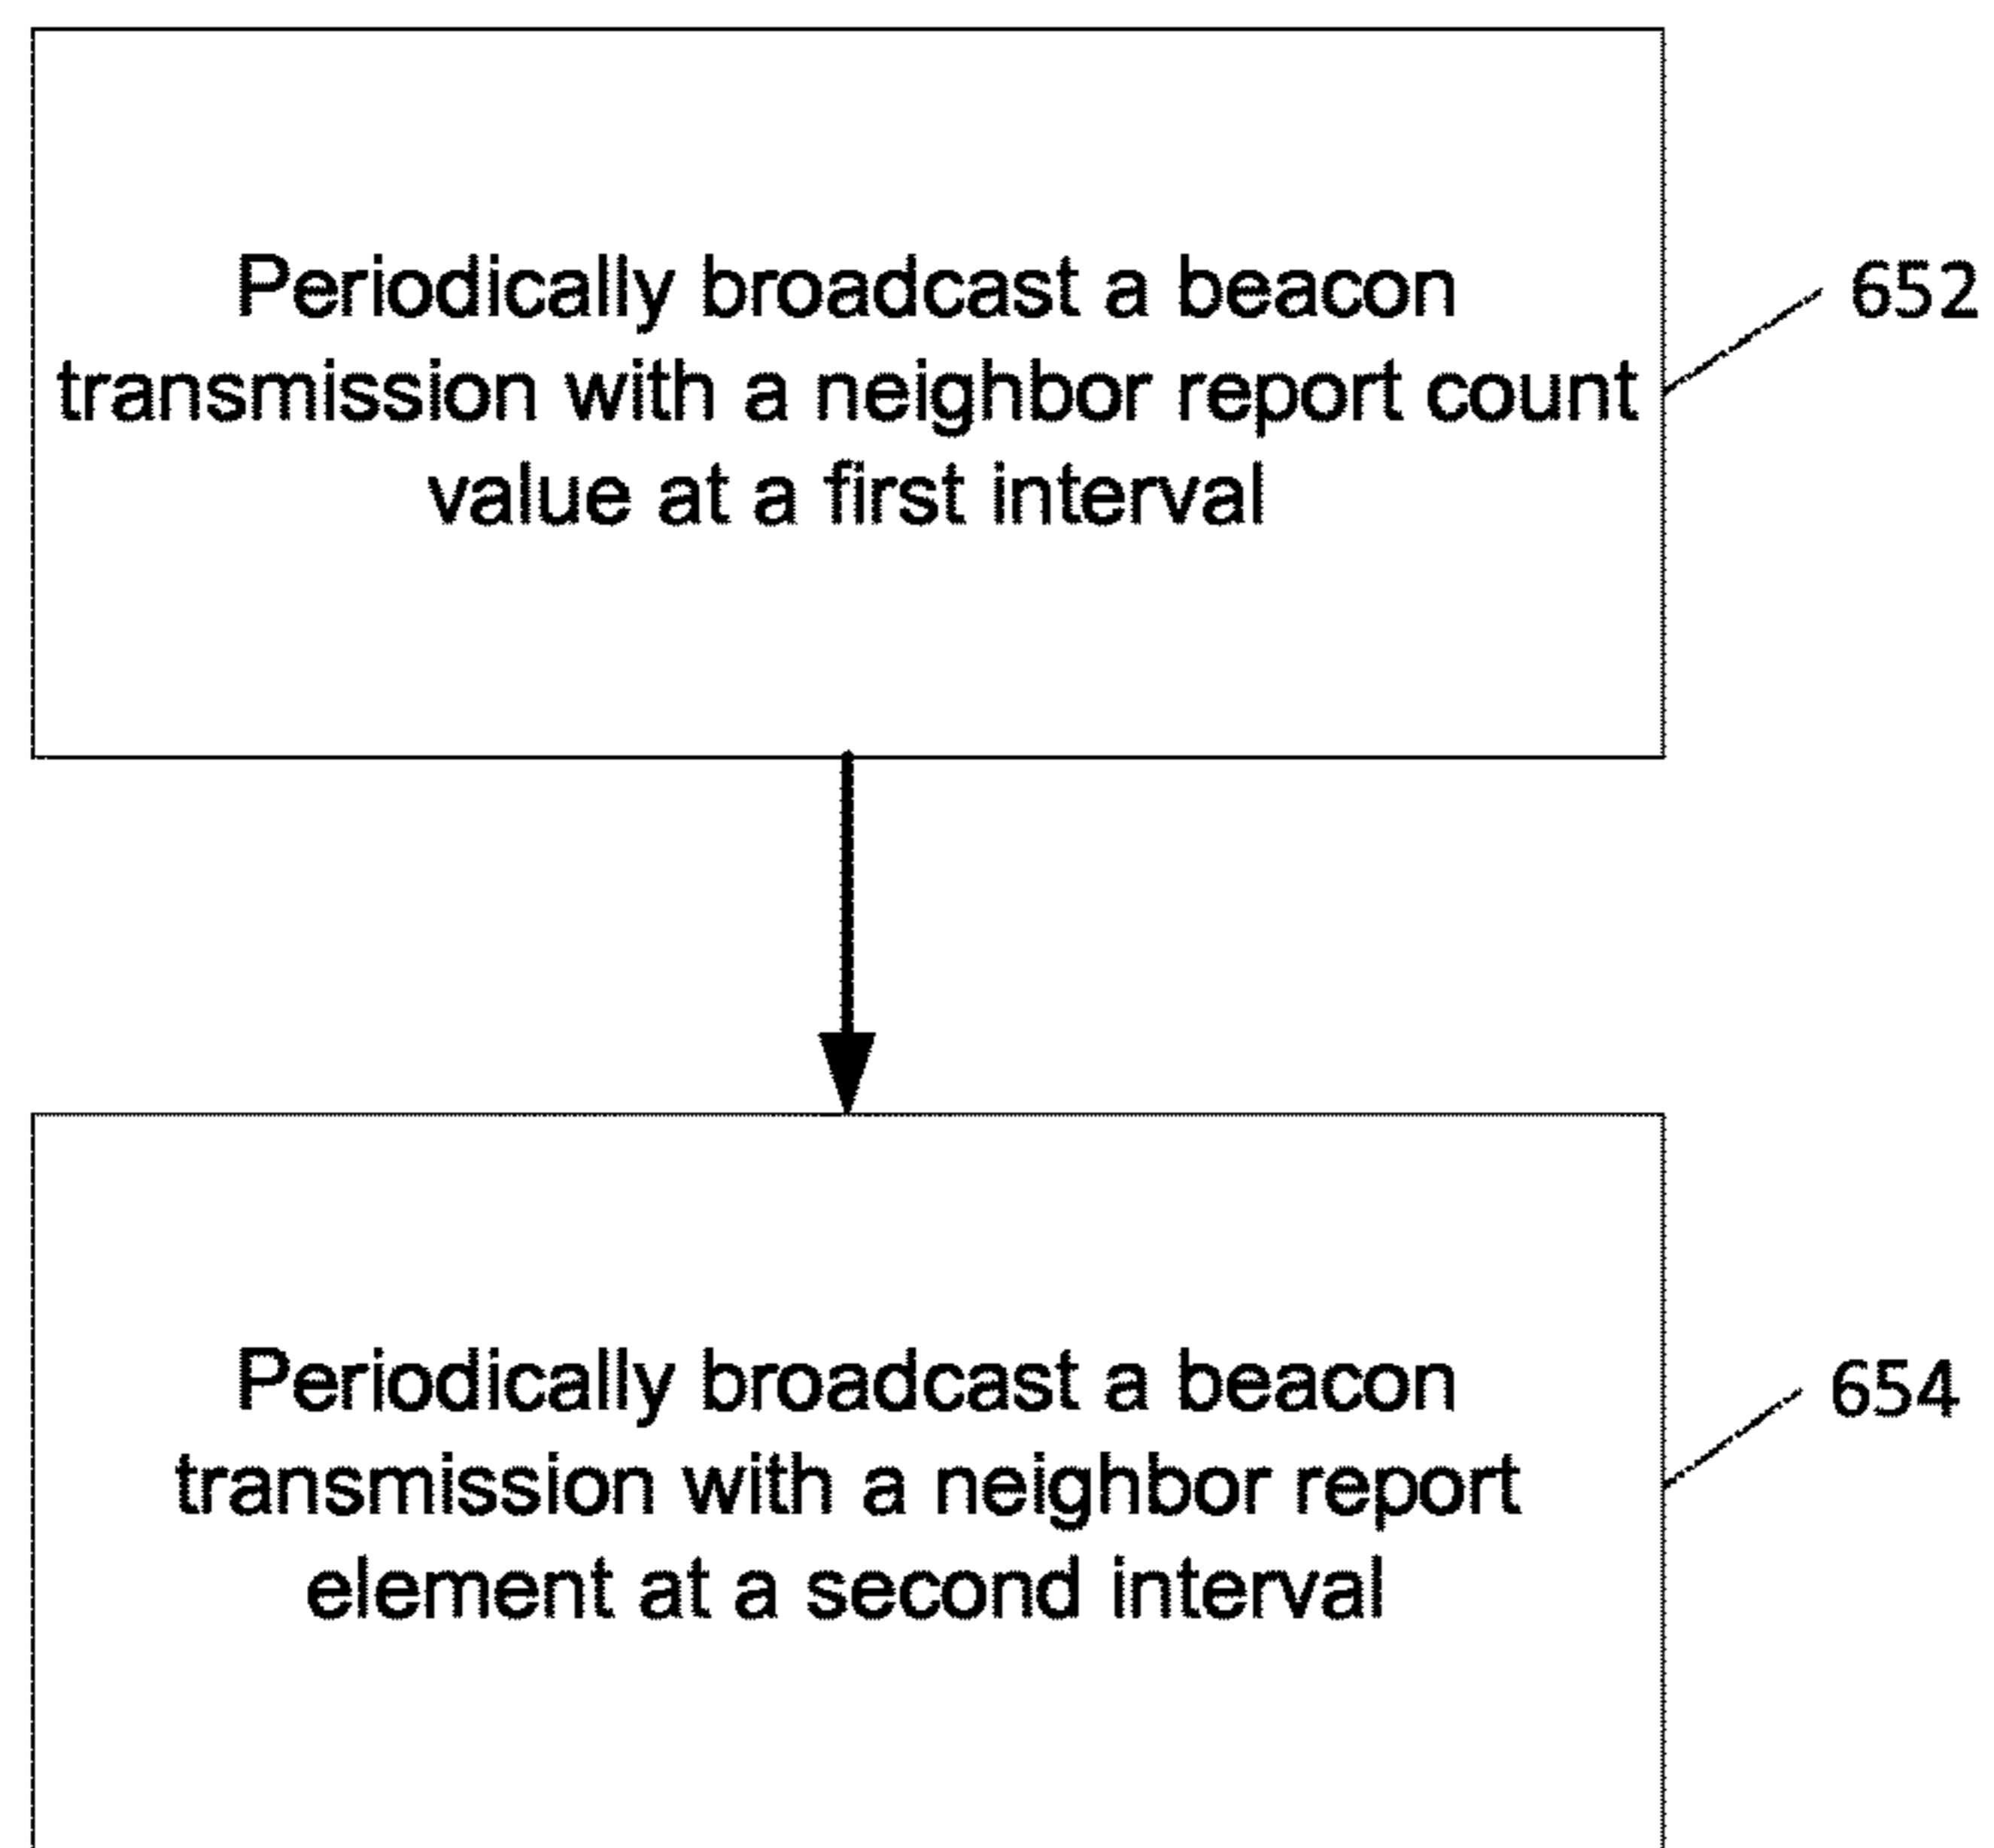 Periodically broadcast a beacon
transmission with a neighbor report count
value at a first interval
652
Periodically broadcast a beacon
transmission with a neighbor report
element at a second interval
654